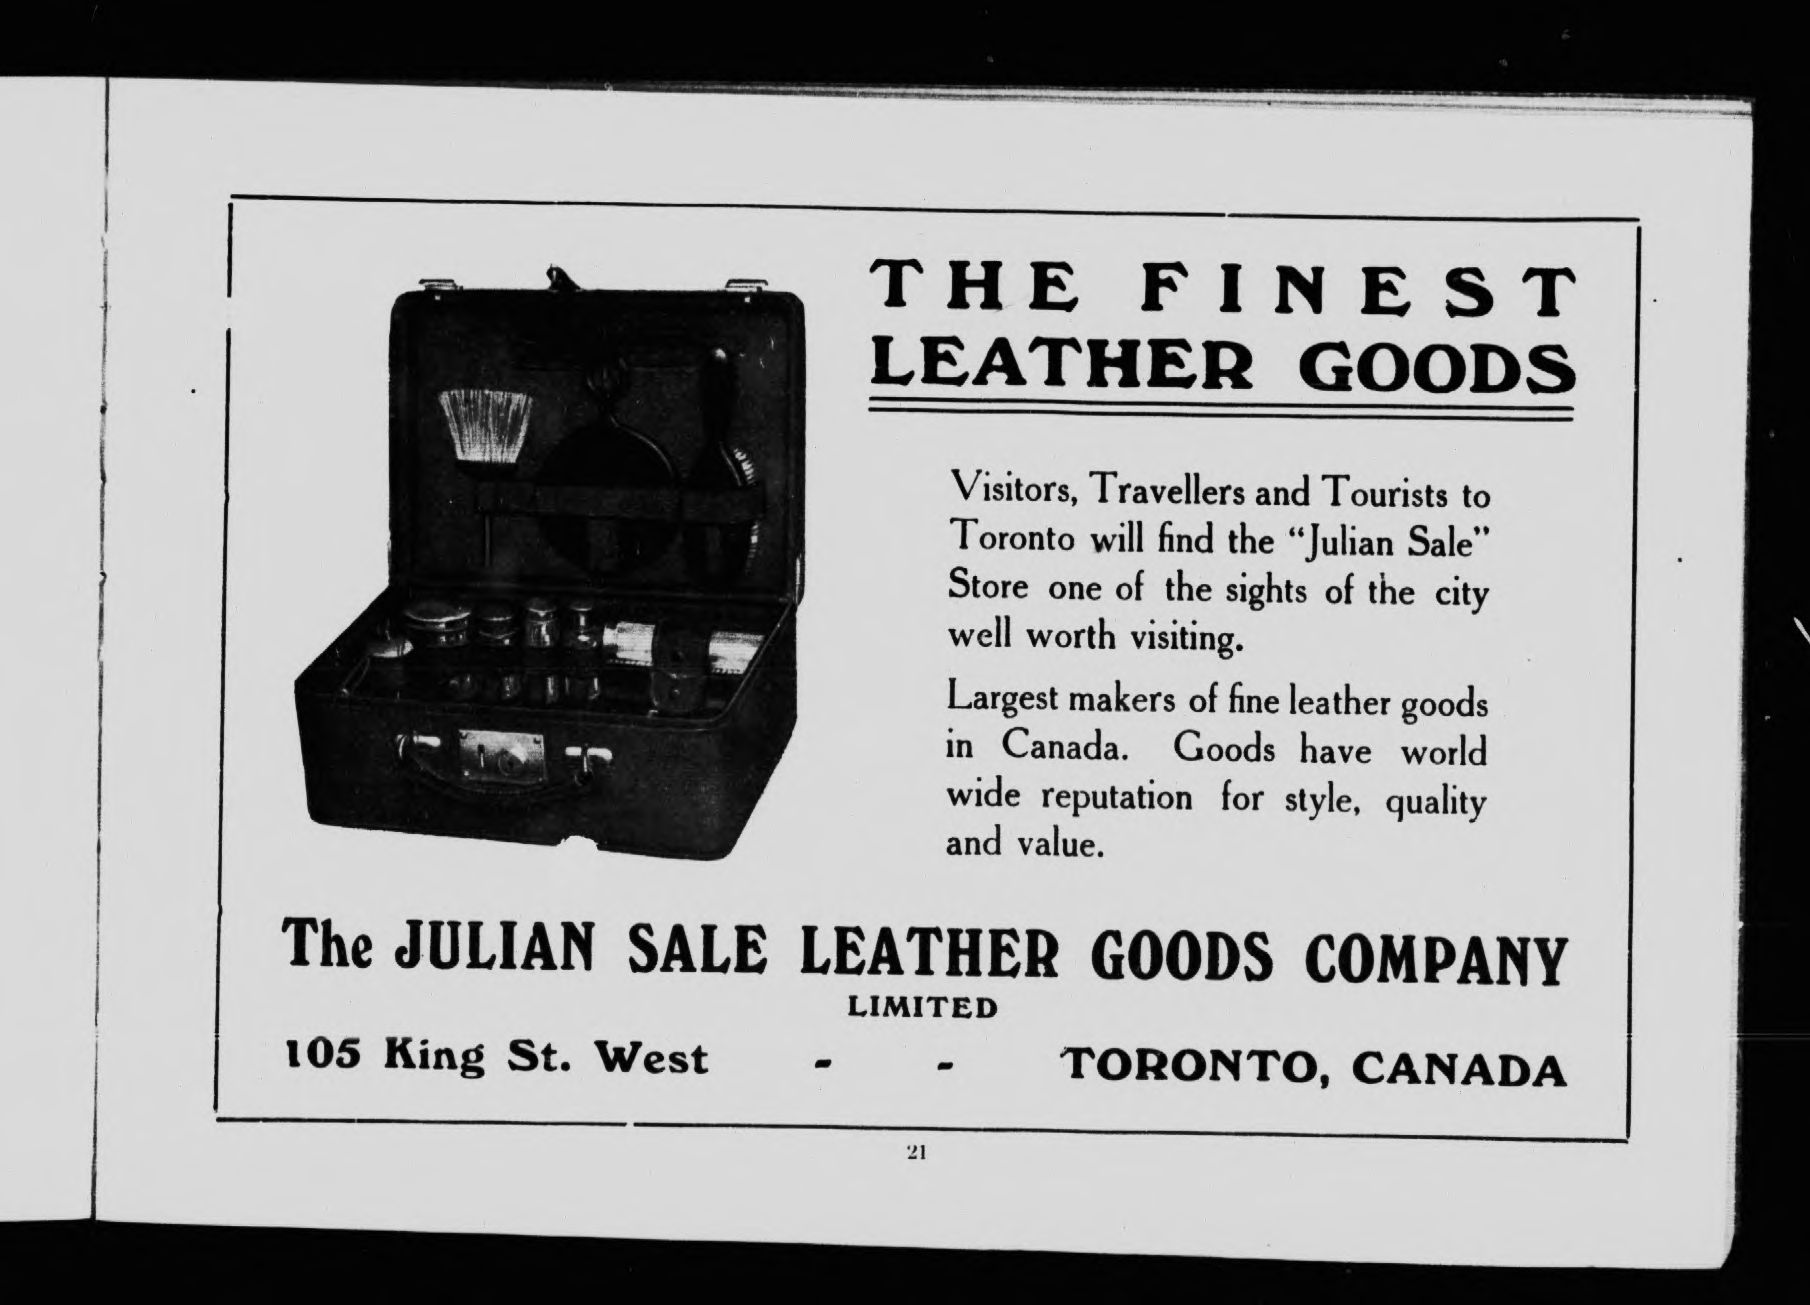 THE FINEST
LEATHER GOODS
Visitors, Travellers and Tourists to
Toronto will find the “Julian Sale”
Store one of the sights of the city
well worth visiting.
Largest makers of fine leather goods
in Canada. Goods have world
wide reputation for style, quality
and value.
The JULIAN SALE LEATHER GOODS COMPANY
LIMITED
105 King St. West - - TORONTO, CANADA
21